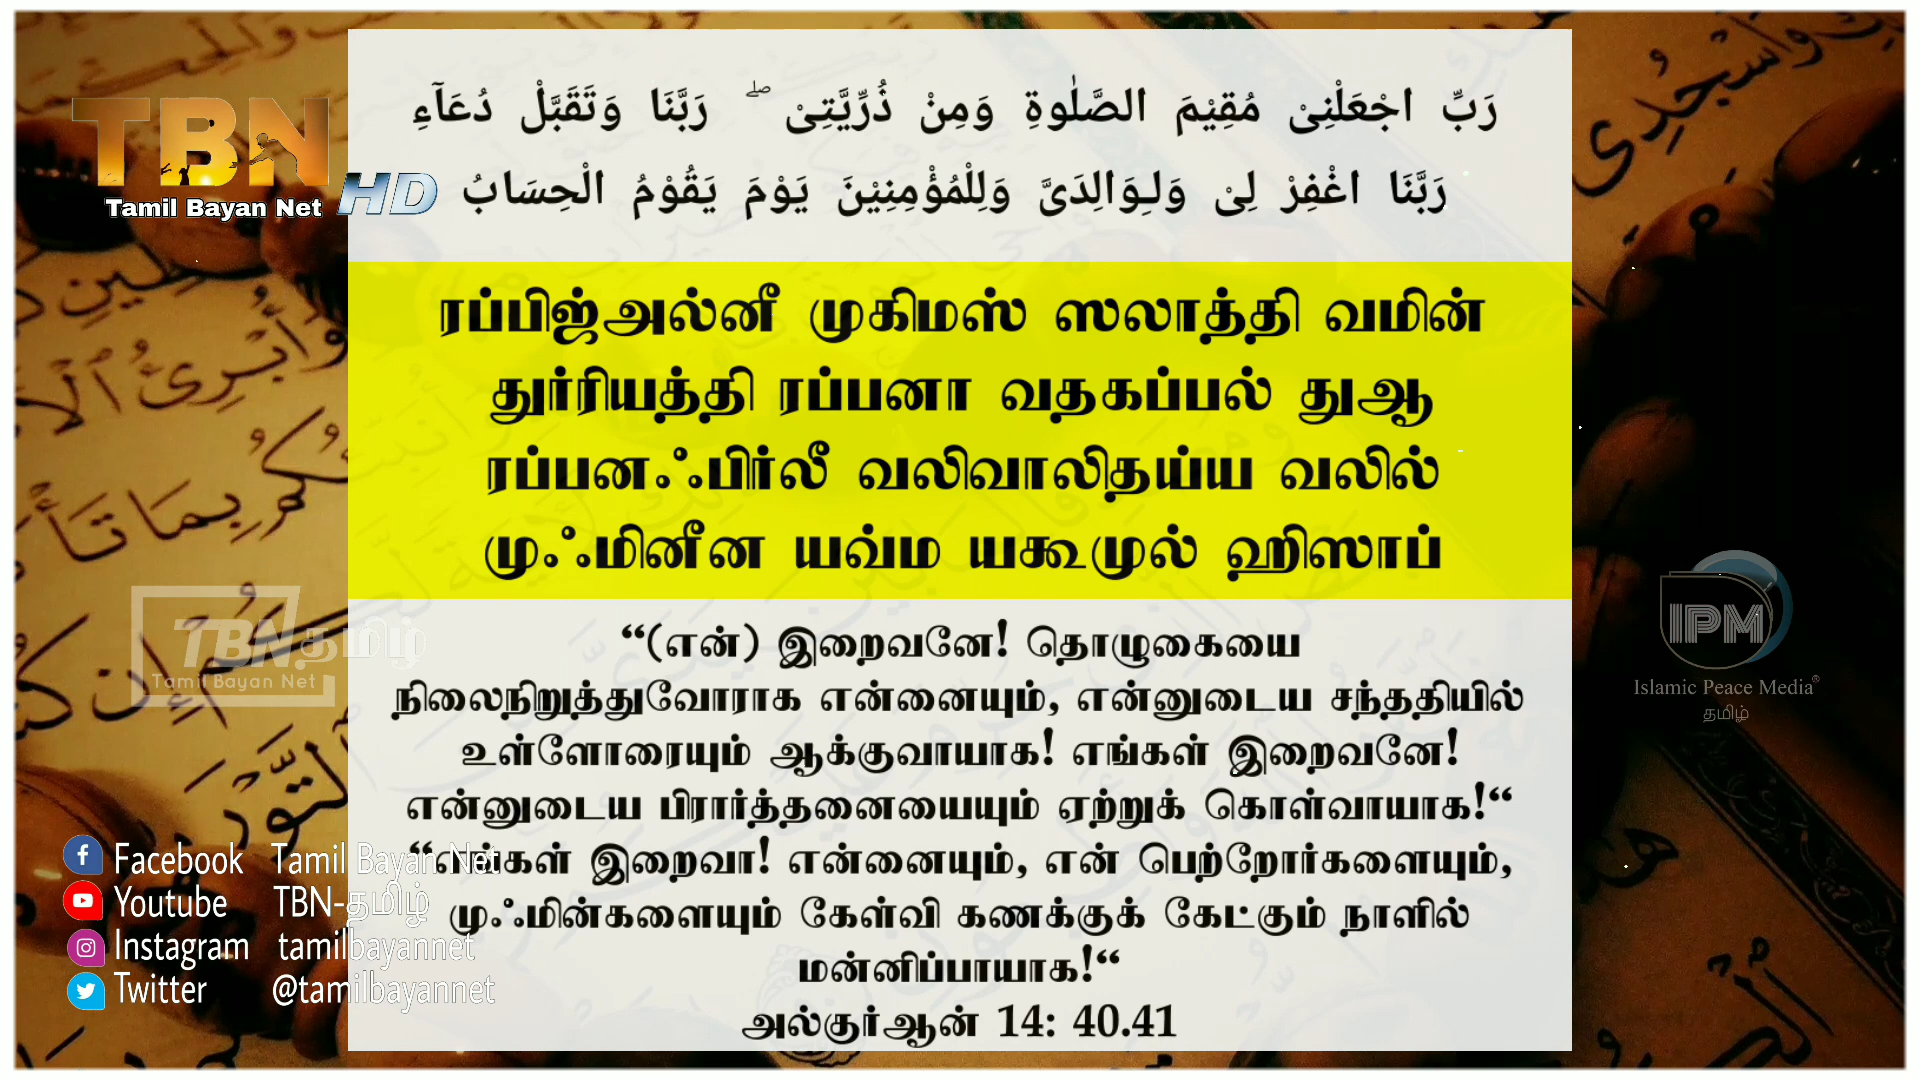 رَبِّ اجْعَلْنِیْ مُقِیْمَ الصَّلٰوةِ وَمِنْ ذُرِّیَّتِیْ ۖ رَبَّنَا وَتَقَبَّلْ دُعَآءِ
رَبَّنَا اغْفِرْ لِیْ وَلِـوَالِدَیَّ وَلِلْمُؤْمِنِیْنَ یَوْمَ یَقُوْمُ الْحِسَابُ
TBN
Tamil Bayan Net HD
ரப்பிஜ்அல்னீ முகிமஸ் ஸலாத்தி வமின்
துர்ரியத்தி ரப்பனா வதகப்பல் துஆ
ரப்பனஃபிர்லீ வலிவாலிதய்ய வலில்
முஃமினீன யவ்ம யகூமுல் ஹிஸாப்
“(என்) இறைவனே! தொழுகையை
நிலைநிறுத்துவோராக என்னையும், என்னுடைய சந்ததியில்
உள்ளோரையும் ஆக்குவாயாக! எங்கள் இறைவனே!
என்னுடைய பிரார்த்தனையையும் ஏற்றுக் கொள்வாயாக!“
“எங்கள் இறைவா! என்னையும், என் பெற்றோர்களையும்,
முஃமின்களையும் கேள்வி கணக்குக் கேட்கும் நாளில்
மன்னிப்பாயாக!“
அல்குர்ஆன் 14: 40.41
TBN தமிழ்
Tamil Bayan Net
IPM
Islamic Peace Media®
தமிழ்
Facebook Tamil Bayan Net
Youtube TBN-தமிழ்
Instagram tamilbayannet
Twitter @tamilbayannet